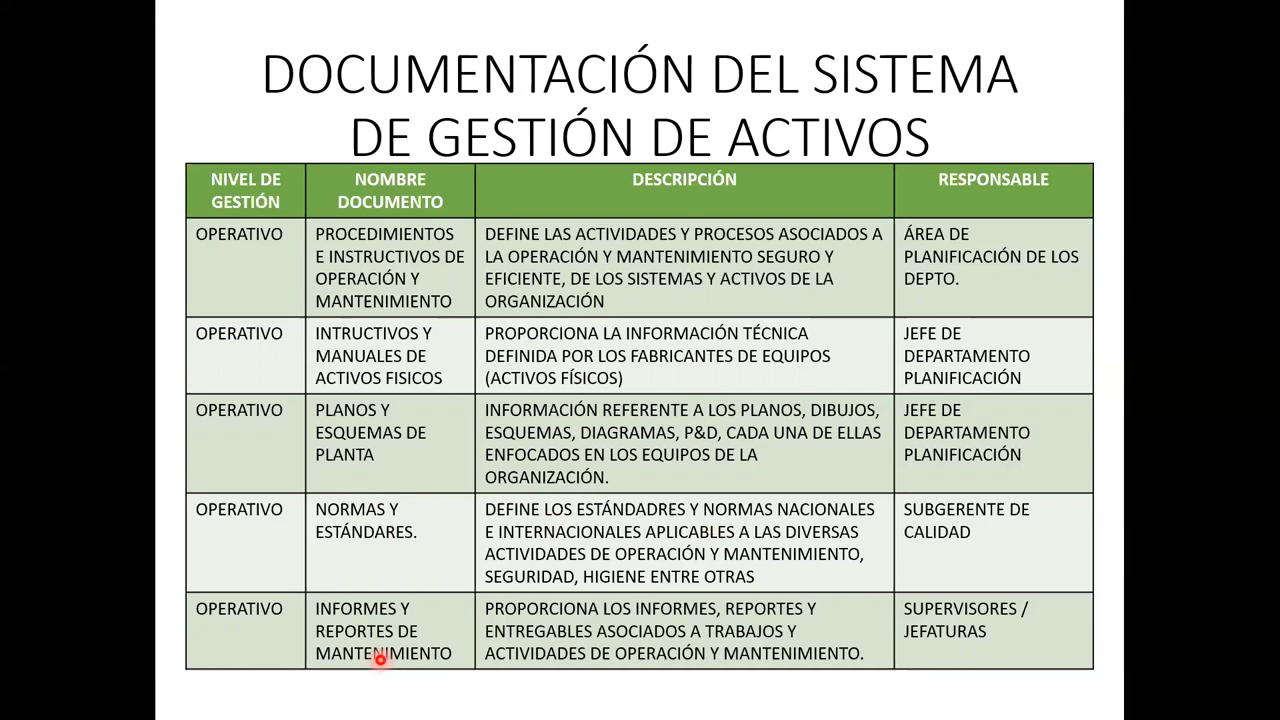 DOCUMENTACIÓN DEL SISTEMA
DE GESTIÓN DE ACTIVOS
NIVEL DE
GESTIÓN
NOMBRE
DOCUMENTO
DESCRIPCIÓN
RESPONSABLE
OPERATIVO
PROCEDIMIENTOS
E INSTRUCTIVOS DE
OPERACIÓN Y
MANTENIMIENTO
DEFINE LAS ACTIVIDADES Y PROCESOS ASOCIADOS A
LA OPERACIÓN Y MANTENIMIENTO SEGURO Y
EFICIENTE, DE LOS SISTEMAS Y ACTIVOS DE LA
ORGANIZACIÓN
ÁREA DE
PLANIFICACIÓN DE LOS
DEPTO.
OPERATIVO
INTRUCTIVOS Y
MANUALES DE
ACTIVOS FISICOS
PROPORCIONA LA INFORMACIÓN TÉCNICA
DEFINIDA POR LOS FABRICANTES DE EQUIPOS
(ACTIVOS FÍSICOS)
JEFE DE
DEPARTAMENTO
PLANIFICACIÓN
OPERATIVO
PLANOS Y
ESQUEMAS DE
PLANTA
INFORMACIÓN REFERENTE A LOS PLANOS, DIBUJOS,
ESQUEMAS, DIAGRAMAS, P&D, CADA UNA DE ELLAS
ENFOCADOS EN LOS EQUIPOS DE LA
ORGANIZACIÓN.
JEFE DE
DEPARTAMENTO
PLANIFICACIÓN
OPERATIVO
NORMAS Y
ESTÁNDARES.
DEFINE LOS ESTÁNDADRES Y NORMAS NACIONALES
E INTERNACIONALES APLICABLES A LAS DIVERSAS
ACTIVIDADES DE OPERACIÓN Y MANTENIMIENTO,
SEGURIDAD, HIGIENE ENTRE OTRAS
SUBGERENTE DE
CALIDAD
OPERATIVO
INFORMES Y
REPORTES DE
MANTENIMIENTO
PROPORCIONA LOS INFORMES, REPORTES Y
ENTREGABLES ASOCIADOS A TRABAJOS Y
ACTIVIDADES DE OPERACIÓN Y MANTENIMIENTO.
SUPERVISORES /
JEFATURAS